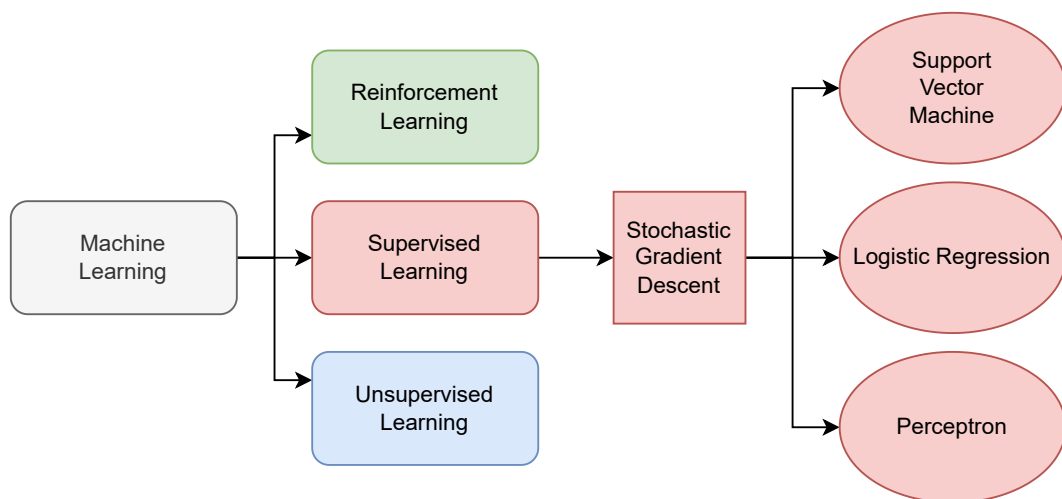 Machine
Learning
Reinforcement
Learning
Supervised
Learning
Unsupervised
Learning
Stochastic
Gradient
Descent
Support
Vector
Machine
Logistic Regression
Perceptron